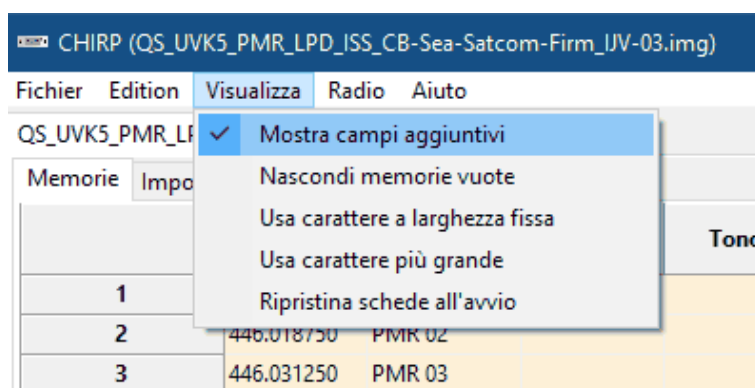 CHIRP (QS_UVK5_PMR_LPD_ISS_CB-Sea-Satcom-Firm_IJV-03.img)
Fichier Edition Visualizza Radio Aiuto
QS_UVK5_PMR_LP
Mostra campi aggiuntivi
Memorie Impo
Nascondi memorie vuote
Usa carattere a larghezza fissa
Tono
Usa carattere più grande
1
Ripristina schede all'avvio
2 446.018750 PMR 02
3 446.031250 PMR 03